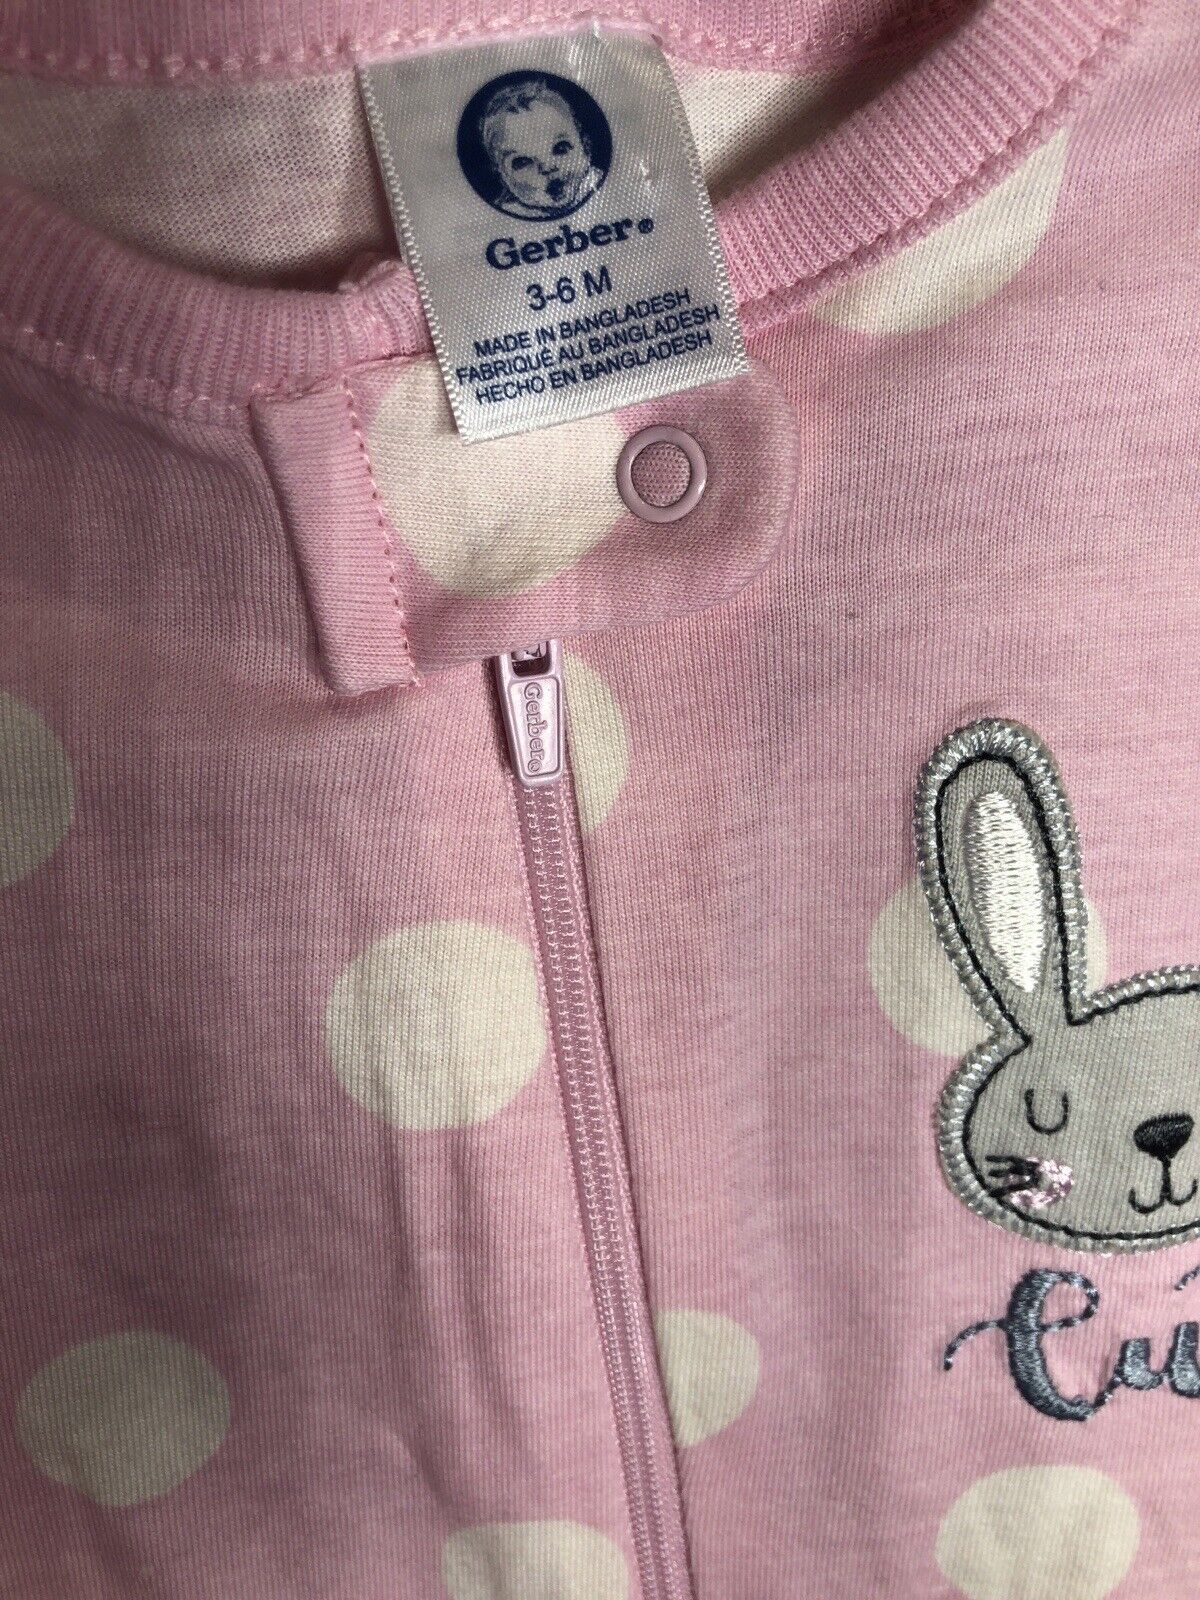 Gerber®
3-6 M
MADE IN BANGLADESH
FABRIQUÉ AU BANGLADESH
HECHO EN BANGLADESH
Gerber®